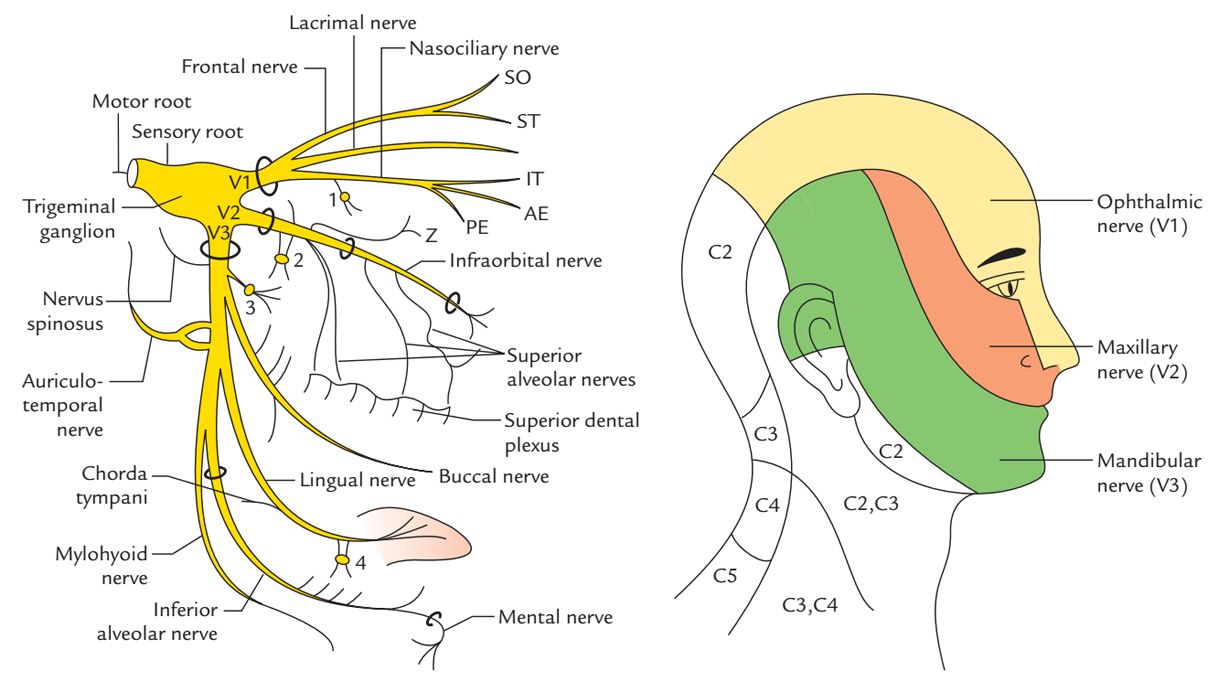 Lacrimal nerve
Nasociliary nerve
Frontal nerve
SO
Motor root
Sensory root
ST
V1
IT
1
AE
Trigeminal
ganglion
V2
PE
V3
Z
2
Infraorbital nerve
3
Nervus
spinosus
Superior
alveolar nerves
Auriculo-
temporal
nerve
Superior dental
plexus
Buccal nerve
Chorda
tympani
Lingual nerve
Mylohyoid
nerve
4
Inferior
alveolar nerve
Mental nerve
Ophthalmic
nerve (V1)
C2
Maxillary
nerve (V2)
C3
C2
Mandibular
nerve (V3)
C4
C2,C3
C5
C3,C4